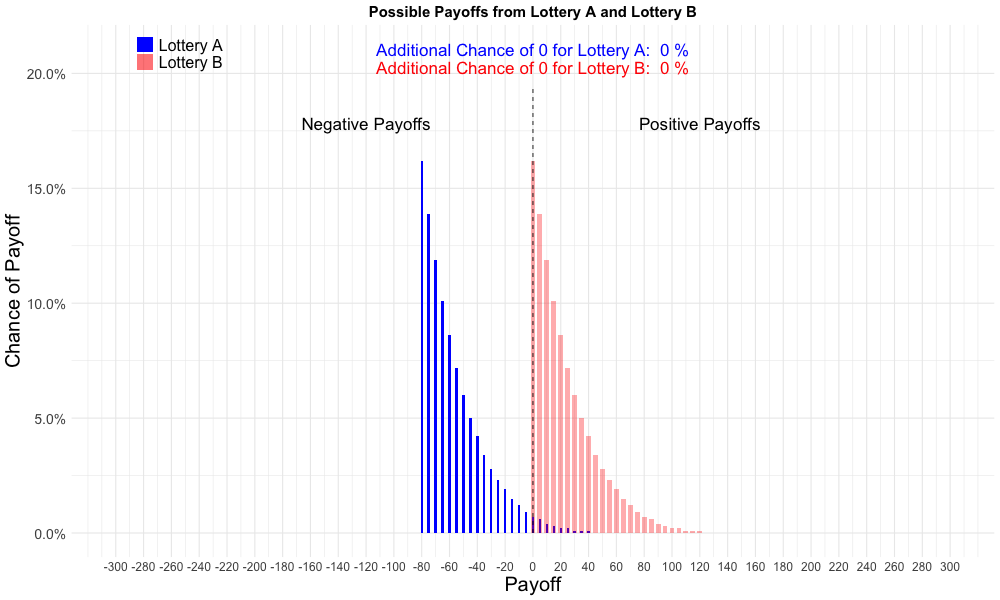 Possible Payoffs from Lottery A and Lottery B
Lottery A
Lottery B
Additional Chance of 0 for Lottery A: 0 %
Additional Chance of 0 for Lottery B: 0 %
Negative Payoffs
Positive Payoffs
Chance of Payoff
20.0%
15.0%
10.0%
5.0%
0.0%
-300 -280 -260 -240 -220 -200 -180 -160 -140 -120 -100 -80 -60 -40 -20 0 20 40 60 80 100 120 140 160 180 200 220 240 260 280 300
Payoff